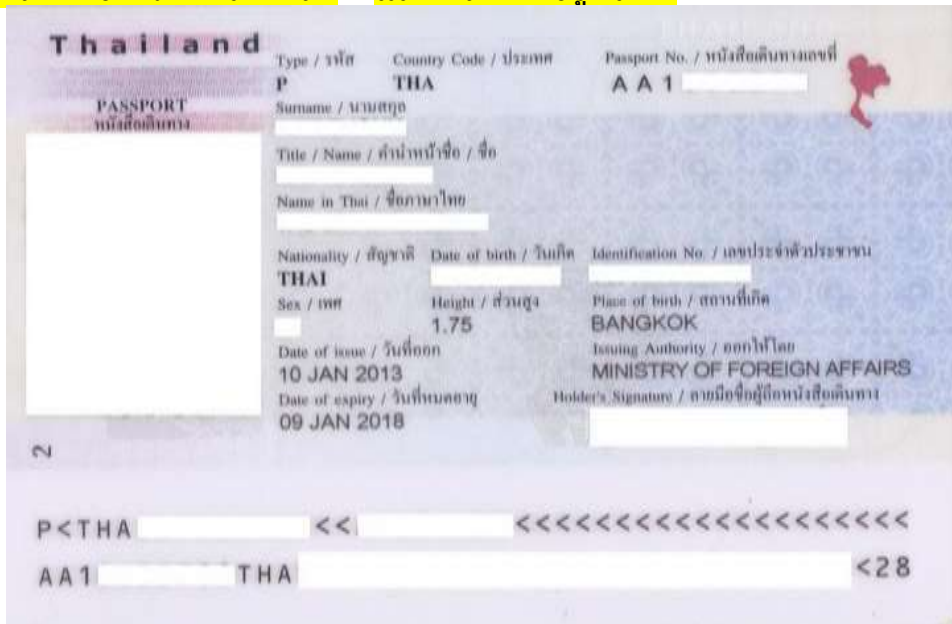 Thailand
PASSPORT
หนังสือเดินทาง
Type / รหัส Country Code / ประเทศ Passport No. / หนังสือเดินทางเลขที่
P THA AA1
Surname / นามสกุล
Title / Name / คำนำหน้าชื่อ / ชื่อ
Name in Thai / ชื่อภาษาไทย
Nationality / สัญชาติ Date of birth / วันเกิด Identification No. / เลขประจำตัวประชาชน
THAI
Sex / เพศ Height / ส่วนสูง Place of birth / สถานที่เกิด
1.75 BANGKOK
Date of issue / วันที่ออก Issuing Authority / ออกให้โดย
10 JAN 2013 MINISTRY OF FOREIGN AFFAIRS
Date of expiry / วันที่หมดอายุ Holder's Signature / ลายมือชื่อผู้ถือหนังสือเดินทาง
09 JAN 2018
2
P<THA << <<<<<<<<<<<<<<<<<<<<
AA1 THA <28